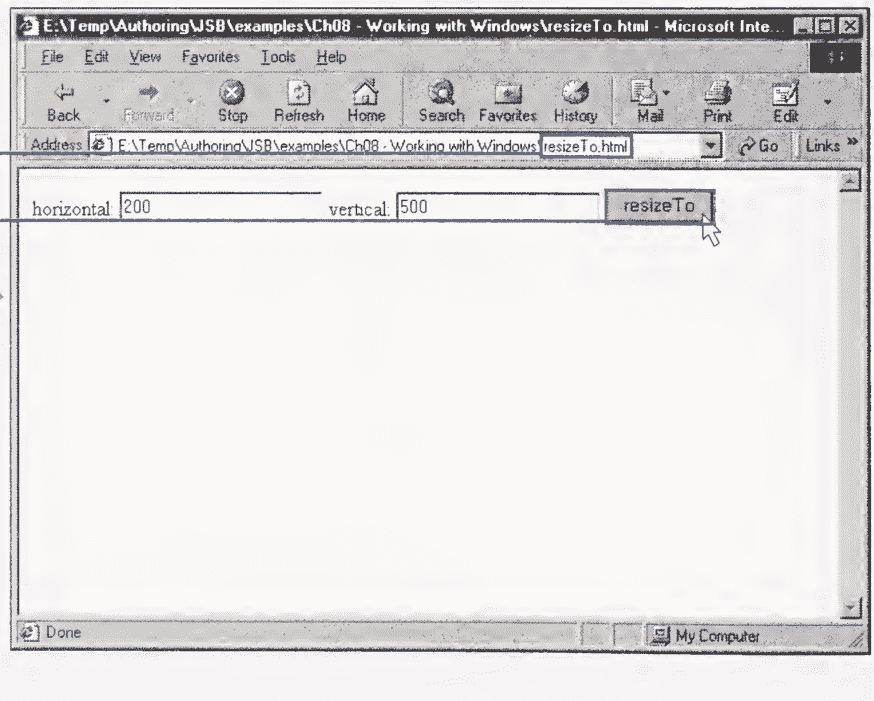 E:\Temp\Authoring\JSB\examples\Ch08 - Working with Windows\resizeTo.html - Microsoft Inte...
File Edit View Favorites Tools Help
Back Forward Stop Refresh Home Search Favorites History Mail Print Edit
Address E:\Temp\Authoring\JSB\examples\Ch08 - Working with Windows\resizeTo.html Go Links »
horizontal: 200 vertical: 500 resizeTo
Done My Computer